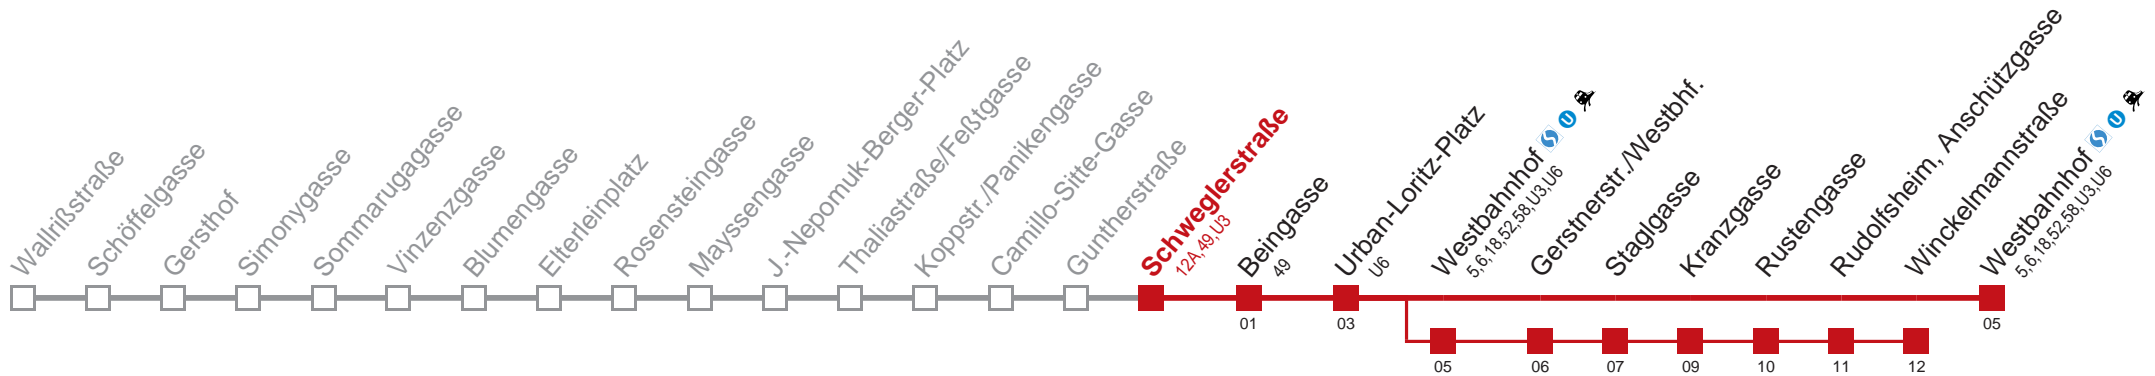 Wallrißstraße
Schöffelgasse
Gersthof
Simonygasse
Sommarugagasse
Vinzenzgasse
Blumengasse
Elterleinplatz
Rosensteingasse
Mayssengasse
J.-Nepomuk-Berger-Platz
Thaliastraße/Feßtgasse
Koppstr./Panikengasse
Camillo-Sitte-Gasse
Guntherstraße
Schweglerstraße
12A, 49, U3
Beingasse
49
Urban-Loritz-Platz
U6
Westbahnhof U
5,6,18,52,58,U3,U6
Gerstnerstr./Westbhf.
Staglgasse
Kranzgasse
Rustengasse
Rudolfsheim, Anschützgasse
Winckelmannstraße
Westbahnhof U
5,6,18,52,58,U3,U6
01
03
05
05
06
07
09
10
11
12